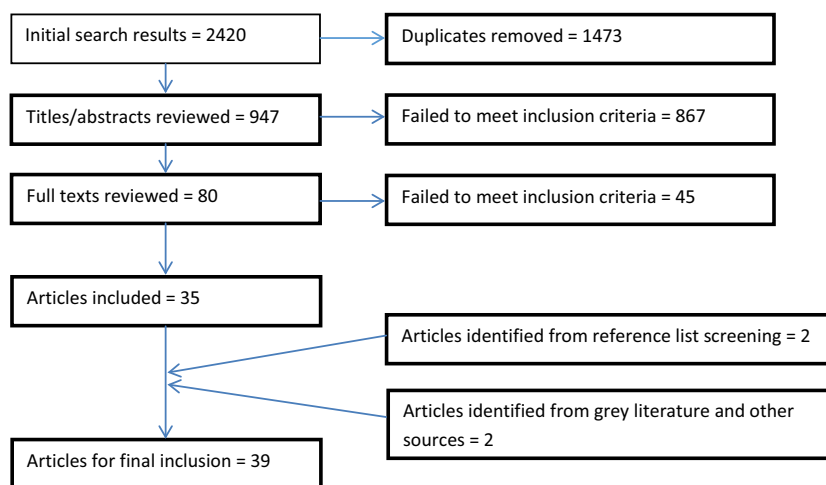 Initial search results = 2420
Duplicates removed = 1473
Titles/abstracts reviewed = 947
Failed to meet inclusion criteria = 867
Full texts reviewed = 80
Failed to meet inclusion criteria = 45
Articles included = 35
Articles identified from reference list screening = 2
Articles identified from grey literature and other
sources = 2
Articles for final inclusion = 39